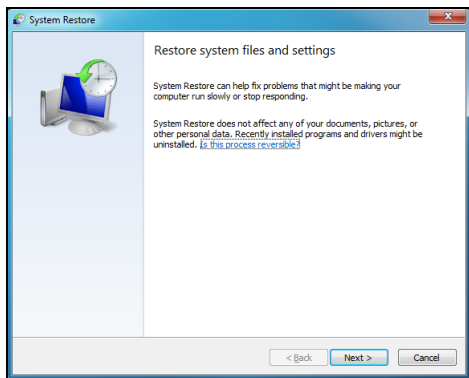 System Restore
Restore system files and settings
System Restore can help fix problems that might be making your
computer run slowly or stop responding.
System Restore does not affect any of your documents, pictures, or
other personal data. Recently installed programs and drivers might be
uninstalled. Is this process reversible?
< Back Next > Cancel